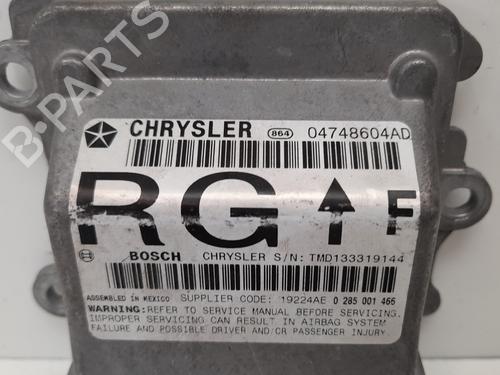 CHRYSLER 864 04748604AD
RG F
BOSCH CHRYSLER S/N: TMD133319144
ASSEMBLED IN MEXICO SUPPLIER CODE: 19224AE 0 285 001 466
WARNING: REFER TO SERVICE MANUAL BEFORE SERVICING.
IMPROPER SERVICING CAN RESULT IN AIRBAG SYSTEM
FAILURE AND POSSIBLE DRIVER AND/OR PASSENGER INJURY.
B-PARTS